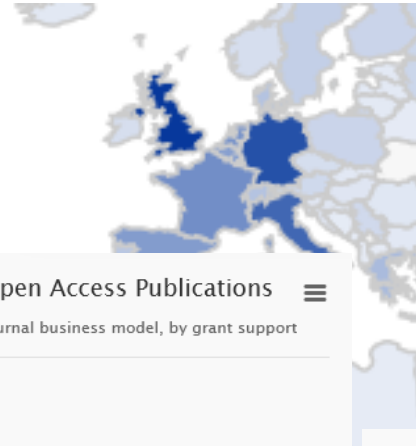 pen Access Publications
urnal business model, by grant support